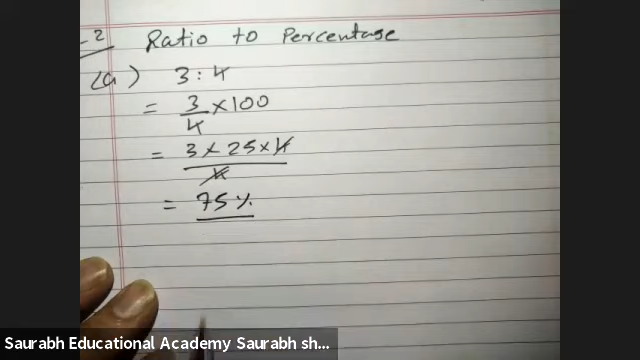 -2 Ratio to Percentage
(a) 3 : 4
= 3/4 × 100
= 3 × 25 × 4 / 4
= 75%
Saurabh Educational Academy Saurabh sh...